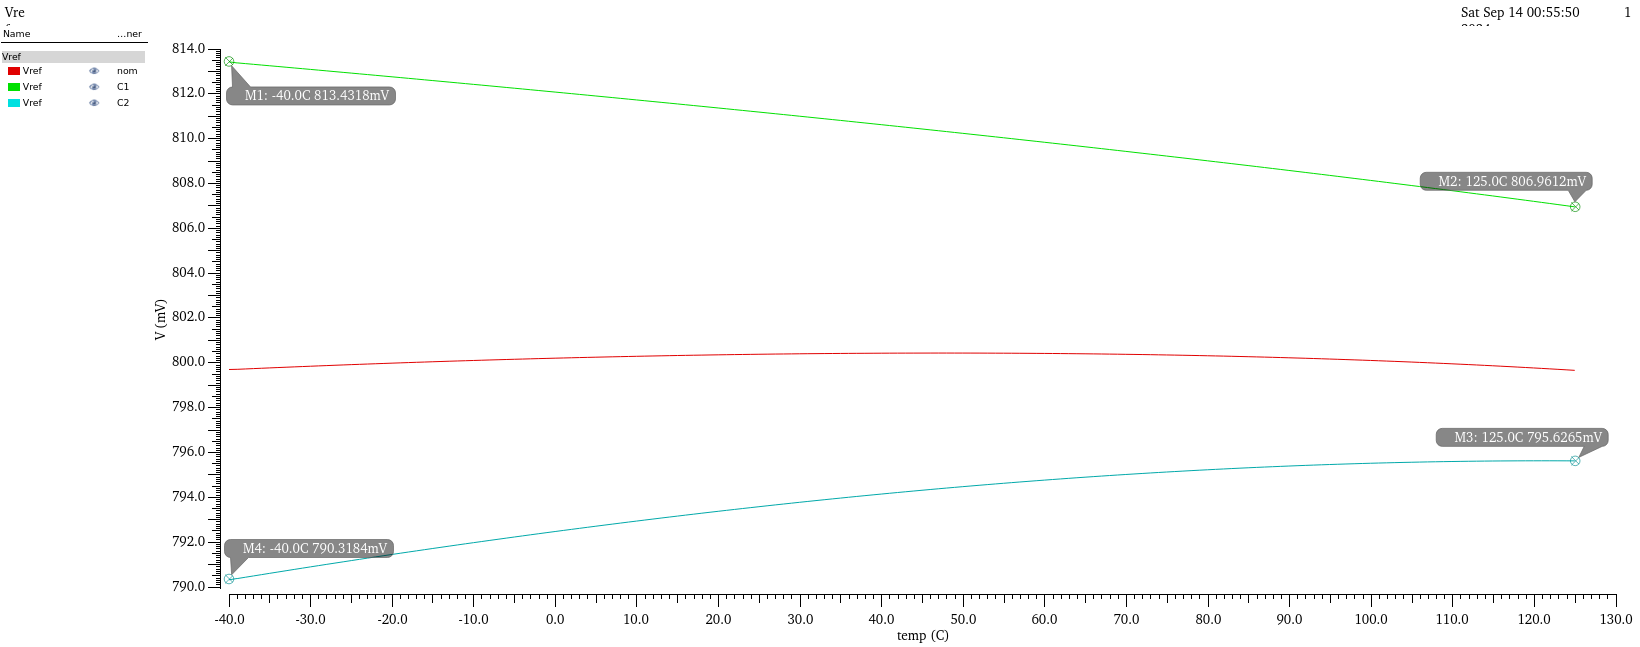 Vre
Sat Sep 14 00:55:50 1
Name ...ner
Vref
Vref nom
Vref C1
Vref C2
814.0
812.0
810.0
808.0
806.0
804.0
802.0
800.0
798.0
796.0
794.0
792.0
790.0
V (mV)
M1: -40.0C 813.4318mV
M2: 125.0C 806.9612mV
M3: 125.0C 795.6265mV
M4: -40.0C 790.3184mV
-40.0 -30.0 -20.0 -10.0 0.0 10.0 20.0 30.0 40.0 50.0 60.0 70.0 80.0 90.0 100.0 110.0 120.0 130.0
temp (C)